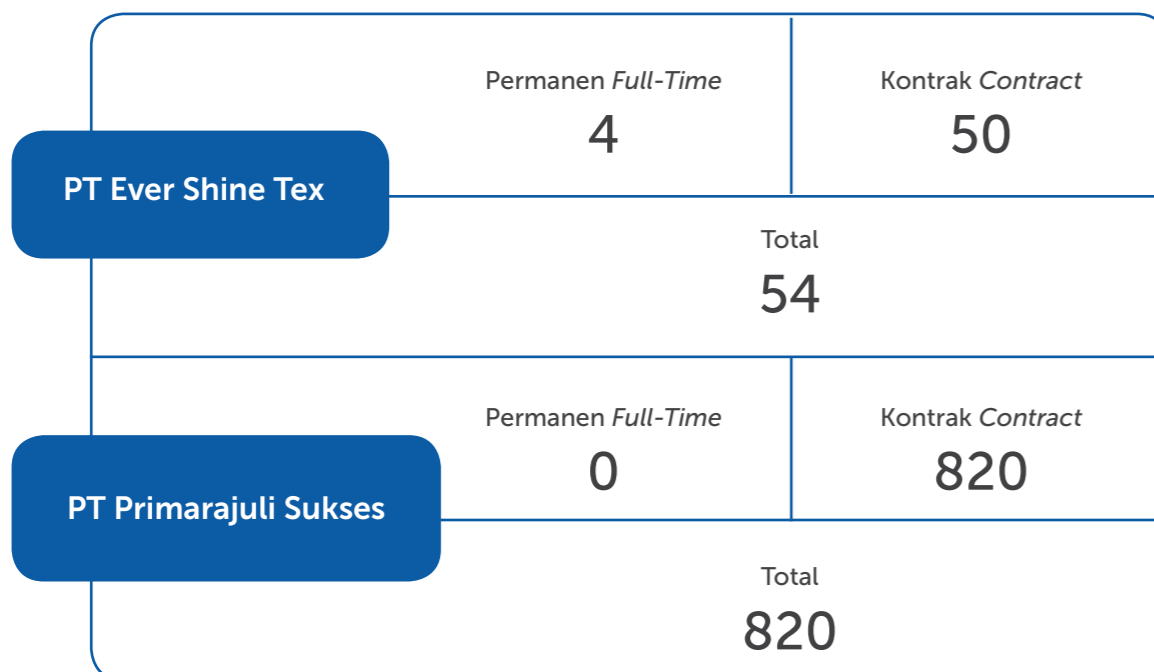 PT Ever Shine Tex
Permanen Full-Time
4
Kontrak Contract
50
Total
54
PT Primarajuli Sukses
Permanen Full-Time
0
Kontrak Contract
820
Total
820